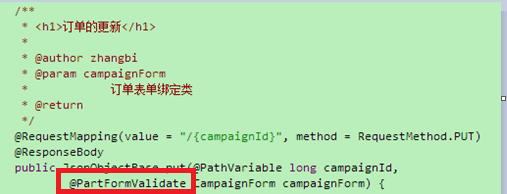 /**
 * <h1>订单的更新</h1>
 *
 * @author zhangbi
 * @param campaignForm
 *            订单表单绑定类
 * @return
 */
@RequestMapping(value = "/{campaignId}", method = RequestMethod.PUT)
@ResponseBody
public JsonObjectBase put(@PathVariable long campaignId,
        @PartFormValidate CampaignForm campaignForm) {